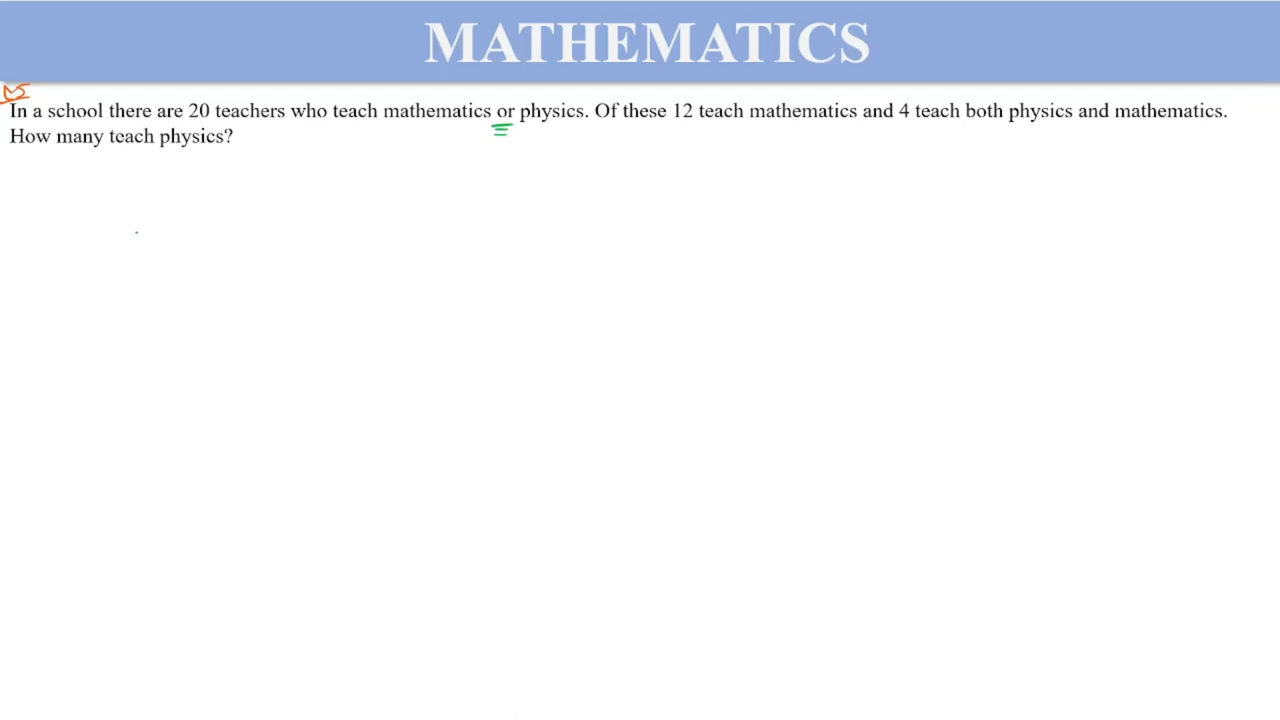 MATHEMATICS
In a school there are 20 teachers who teach mathematics or physics. Of these 12 teach mathematics and 4 teach both physics and mathematics.
How many teach physics?